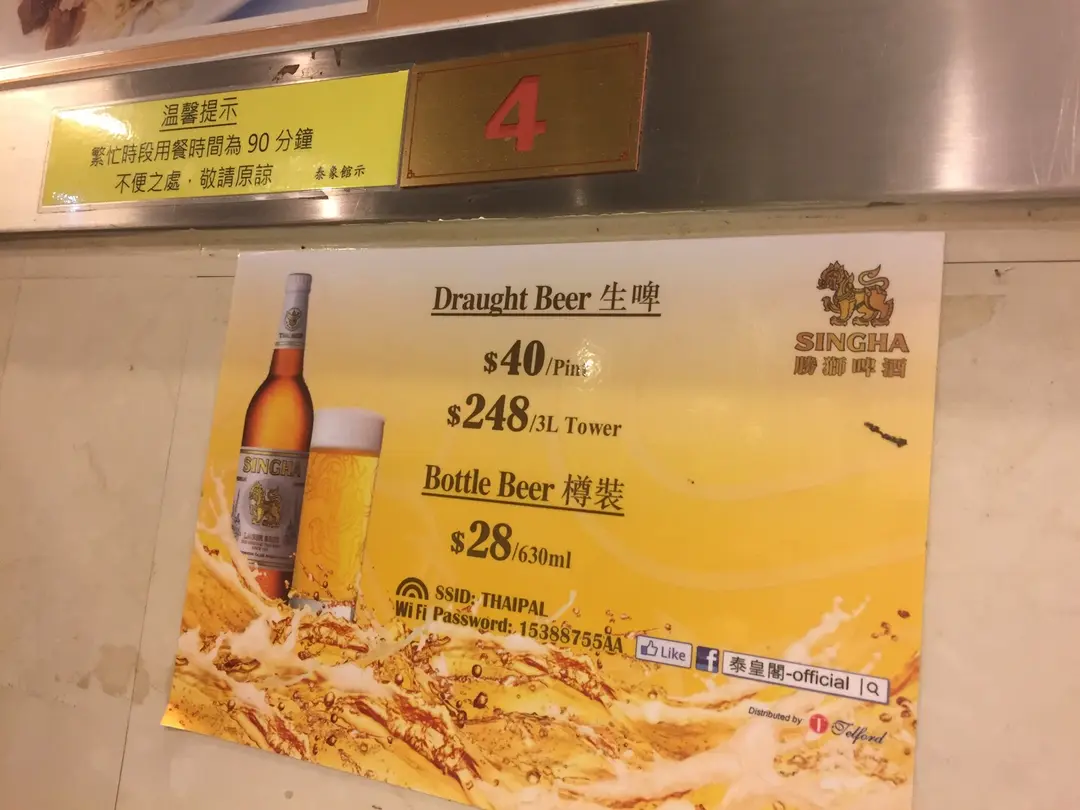 温馨提示
繁忙時段用餐時間為 90 分鐘
不便之處，敬請原諒
泰象館示
4
Draught Beer 生啤
$40/Pint
$248/3L Tower
Bottle Beer 樽裝
$28/630ml
SINGHA
勝獅啤酒
SINGHA
LAGER BEER
WiFi
SSID: THAIPAL
Password: 15388755AA
Like
f
泰皇閣-official
Distributed by Telford